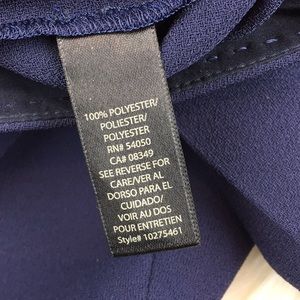 100% POLYESTER/
POLIESTER/
POLYESTER
RN# 54050
CA# 08349
SEE REVERSE FOR
CARE/VER AL
DORSO PARA EL
CUIDADO/
VOIR AU DOS
POUR ENTRETIEN
Style# 10275461